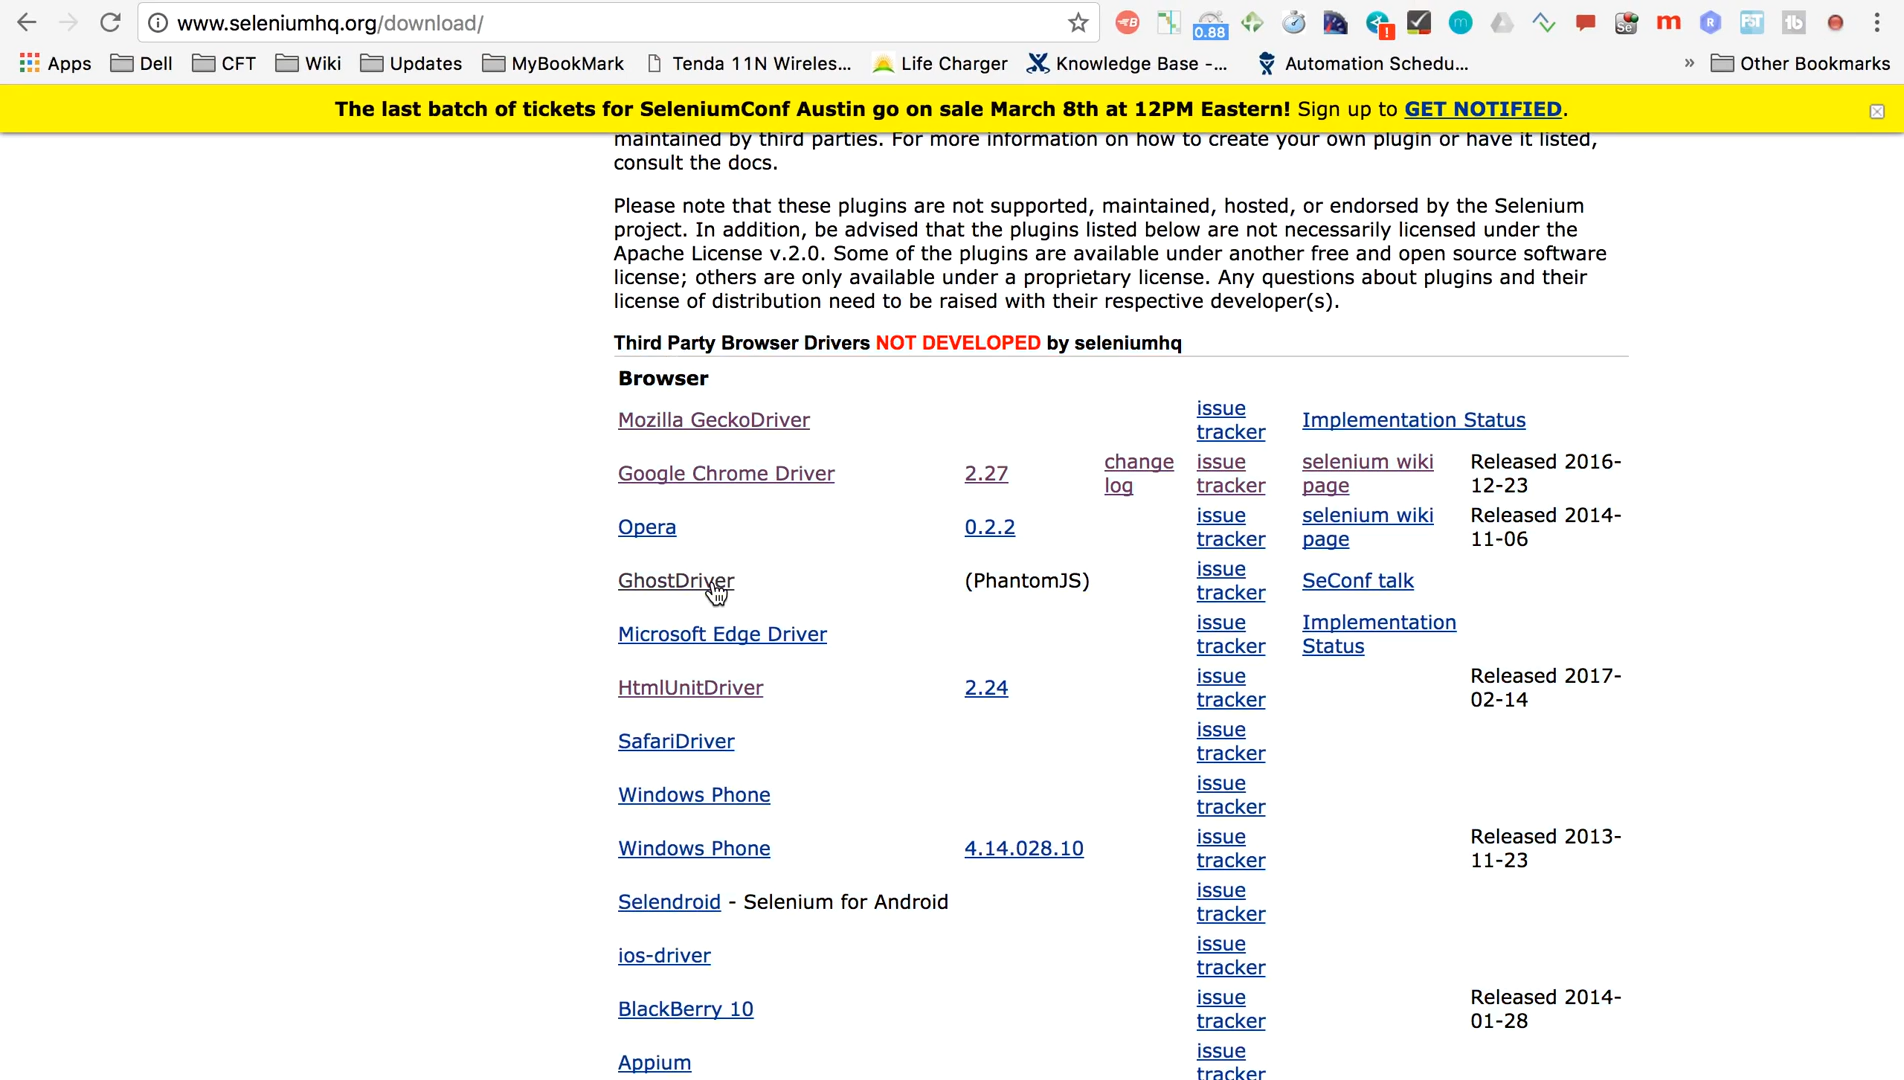 www.seleniumhq.org/download/
0.88
Apps Dell CFT Wiki Updates MyBookMark Tenda 11N Wireles... Life Charger Knowledge Base -... Automation Schedu... » Other Bookmarks
The last batch of tickets for SeleniumConf Austin go on sale March 8th at 12PM Eastern! Sign up to GET NOTIFIED.
maintained by third parties. For more information on how to create your own plugin or have it listed,
consult the docs.
Please note that these plugins are not supported, maintained, hosted, or endorsed by the Selenium
project. In addition, be advised that the plugins listed below are not necessarily licensed under the
Apache License v.2.0. Some of the plugins are available under another free and open source software
license; others are only available under a proprietary license. Any questions about plugins and their
license of distribution need to be raised with their respective developer(s).
Third Party Browser Drivers NOT DEVELOPED by seleniumhq
Browser
Mozilla GeckoDriver issue tracker Implementation Status
Google Chrome Driver 2.27 change log issue tracker selenium wiki page Released 2016-12-23
Opera 0.2.2 issue tracker selenium wiki page Released 2014-11-06
GhostDriver (PhantomJS) issue tracker SeConf talk
Microsoft Edge Driver issue tracker Implementation Status
HtmlUnitDriver 2.24 issue tracker Released 2017-02-14
SafariDriver issue tracker
Windows Phone issue tracker
Windows Phone 4.14.028.10 issue tracker Released 2013-11-23
Selendroid - Selenium for Android issue tracker
ios-driver issue tracker
BlackBerry 10 issue tracker Released 2014-01-28
Appium issue tracker